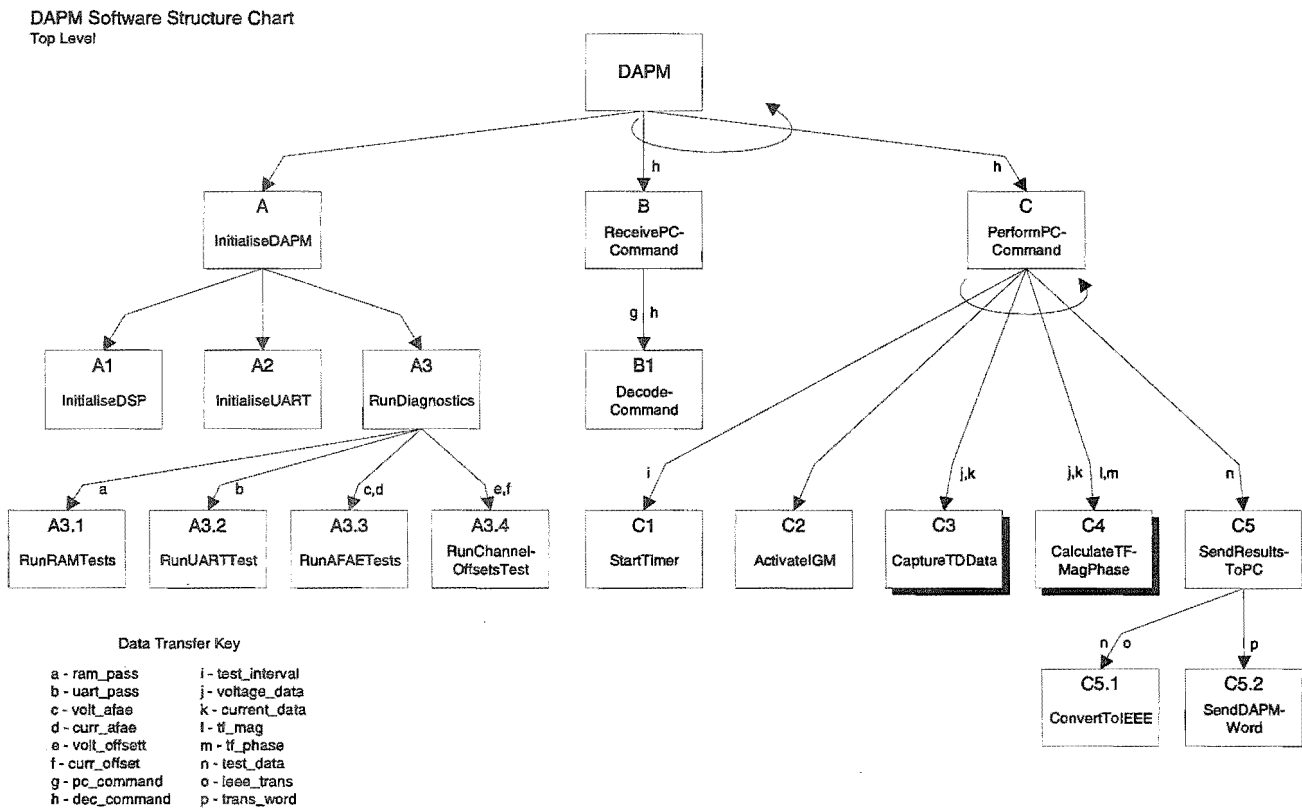 DAPM Software Structure Chart
Top Level
DAPM
h
h
A
InitialiseDAPM
B
ReceivePC-
Command
C
PerformPC-
Command
g h
A1
InitialiseDSP
A2
InitialiseUART
A3
RunDiagnostics
B1
Decode-
Command
a
b
c,d
e,f
i
j,k
j,k
l,m
n
A3.1
RunRAMTests
A3.2
RunUARTTest
A3.3
RunAFAETests
A3.4
RunChannel-
OffsetsTest
C1
StartTimer
C2
ActivateIGM
C3
CaptureTDData
C4
CalculateTF-
MagPhase
C5
SendResults-
ToPC
n o
p
C5.1
ConvertToIEEE
C5.2
SendDAPM-
Word
Data Transfer Key
a - ram_pass
b - uart_pass
c - volt_afae
d - curr_afae
e - volt_offsett
f - curr_offset
g - pc_command
h - dec_command
i - test_interval
j - voltage_data
k - current_data
l - tf_mag
m - tf_phase
n - test_data
o - ieee_trans
p - trans_word